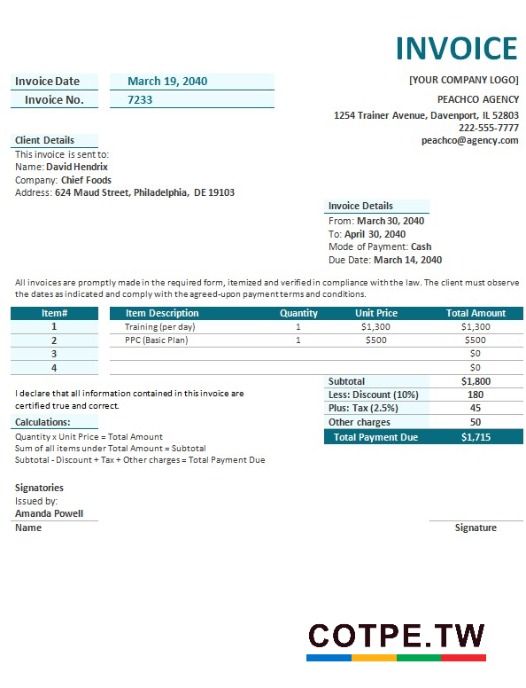 INVOICE
Invoice Date March 19, 2040
Invoice No. 7233
[YOUR COMPANY LOGO]
PEACHCO AGENCY
1254 Trainer Avenue, Davenport, IL 52803
222-555-7777
peachco@agency.com
Client Details
This invoice is sent to:
Name: David Hendrix
Company: Chief Foods
Address: 624 Maud Street, Philadelphia, DE 19103
Invoice Details
From: March 30, 2040
To: April 30, 2040
Mode of Payment: Cash
Due Date: March 14, 2040
All invoices are promptly made in the required form, itemized and verified in compliance with the law. The client must observe
the dates as indicated and comply with the agreed-upon payment terms and conditions.
Item# Item Description Quantity Unit Price Total Amount
1 Training (per day) 1 $1,300 $1,300
2 PPC (Basic Plan) 1 $500 $500
3 $0
4 $0
Subtotal $1,800
Less: Discount (10%) 180
Plus: Tax (2.5%) 45
Other charges 50
Total Payment Due $1,715
I declare that all information contained in this invoice are
certified true and correct.
Calculations:
Quantity x Unit Price = Total Amount
Sum of all items under Total Amount = Subtotal
Subtotal - Discount + Tax + Other charges = Total Payment Due
Signatories
Issued by:
Amanda Powell
Name Signature
COTPE.TW